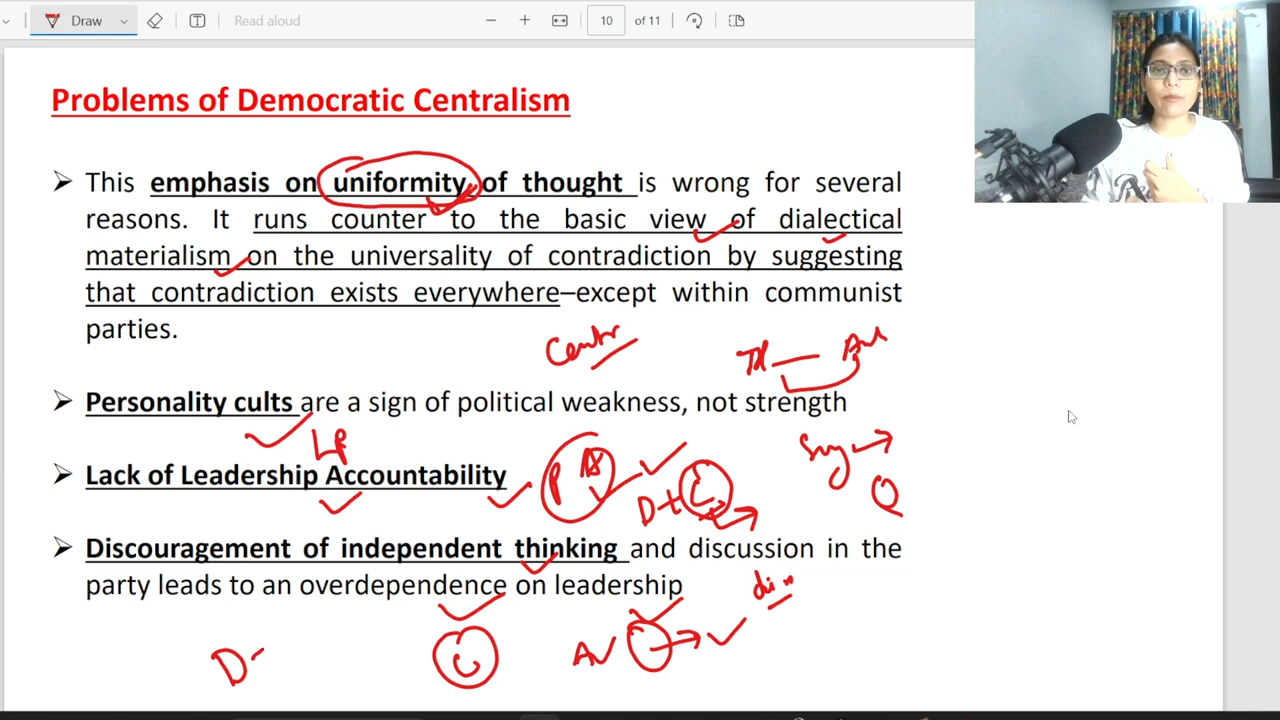 Draw
Read aloud
10 of 11
Problems of Democratic Centralism
➢ This emphasis on uniformity of thought is wrong for several
reasons. It runs counter to the basic view of dialectical
materialism on the universality of contradiction by suggesting
that contradiction exists everywhere–except within communist
parties.
Centr
➢ Personality cults are a sign of political weakness, not strength
LP
➢ Lack of Leadership Accountability
D + C
Q
➢ Discouragement of independent thinking and discussion in the
party leads to an overdependence on leadership
D